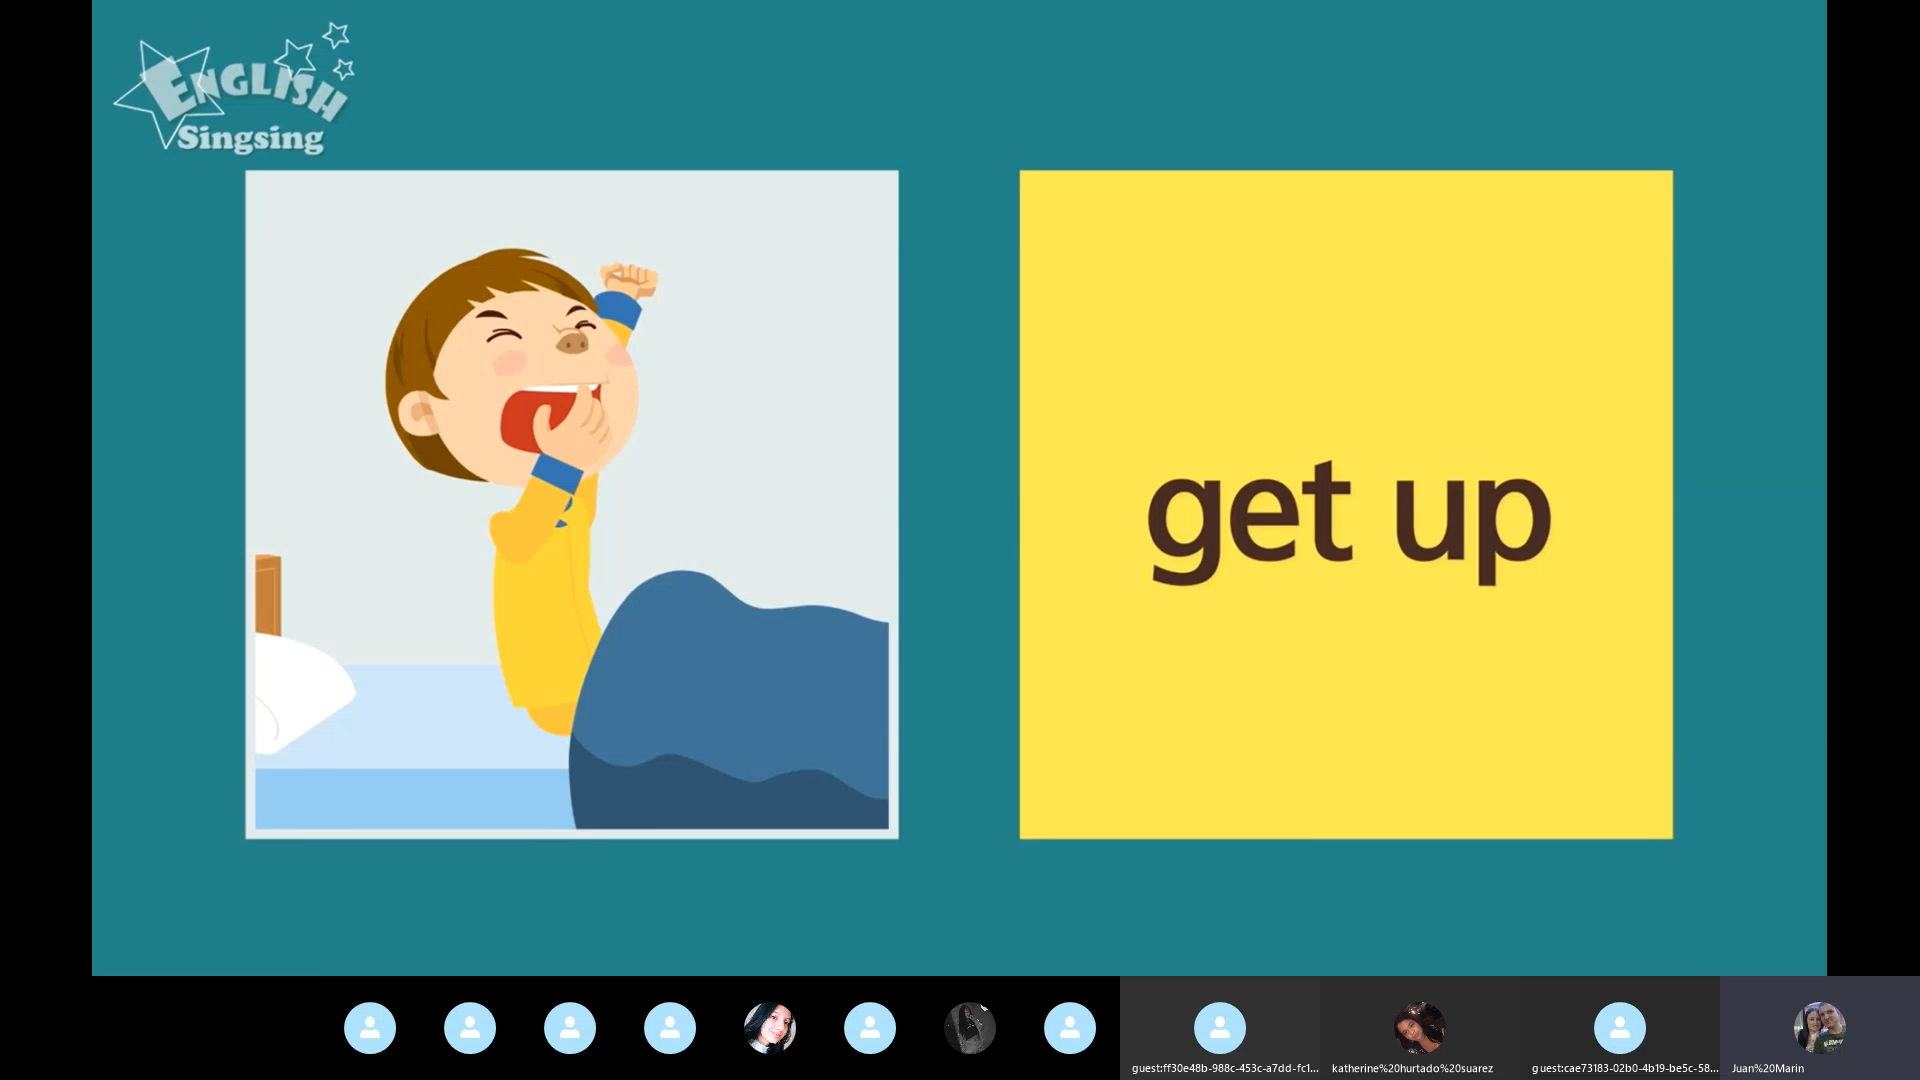 ENGLISH
Singsing
get up
guest:ff30e48b-988c-453c-a7dd-fc1...
katherine%20hurtado%20suarez
guest:cae73183-02b0-4b19-be5c-58...
Juan%20Marin